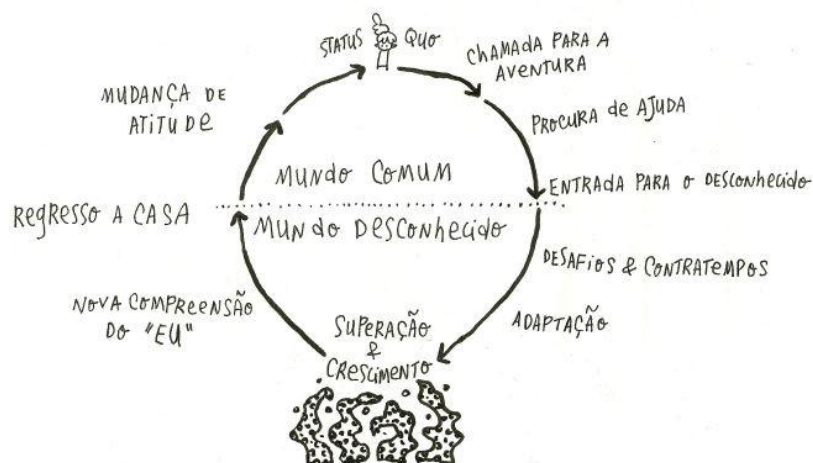 STATUS QUO
CHAMADA PARA A
AVENTURA
PROCURA de AJUDA
ENTRADA PARA O DESCONHECIDO
DESAFIOS & CONTRATEMPOS
ADAPTAÇÃO
SUPERAÇÃO
&
CRESCIMENTO
NOVA COMPREENSÃO
DO "EU"
REGRESSO A CASA
MUDANÇA DE
ATITUDE
MUNDO COMUM
MUNDO DESCONHECIDO